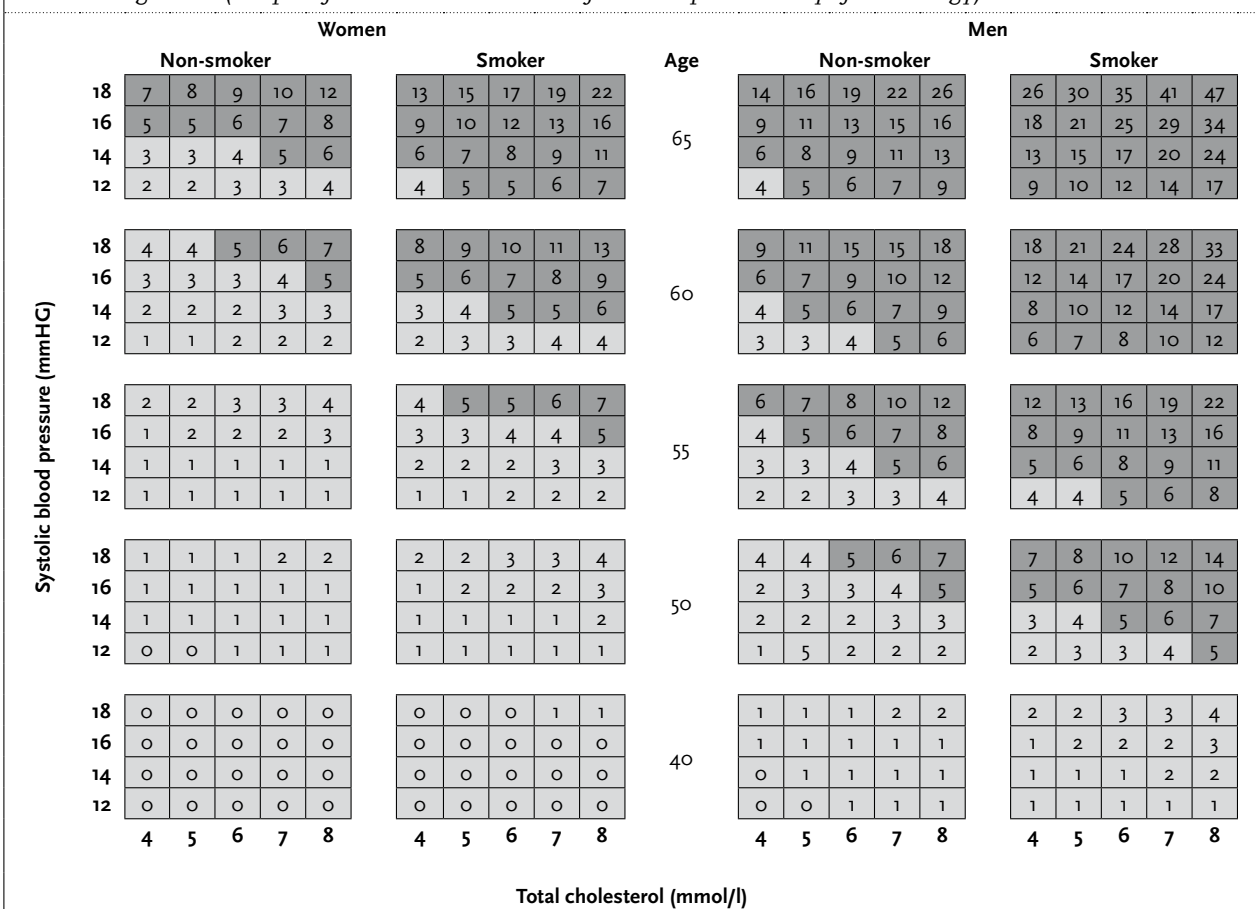 Women Men
Non-smoker Smoker Age Non-smoker Smoker
18 7 8 9 10 12 13 15 17 19 22 14 16 19 22 26 26 30 35 41 47
16 5 5 6 7 8 9 10 12 13 16 9 11 13 15 16 18 21 25 29 34
65
14 3 3 4 5 6 6 7 8 9 11 6 8 9 11 13 13 15 17 20 24
12 2 2 3 3 4 4 5 5 6 7 4 5 6 7 9 9 10 12 14 17
18 4 4 5 6 7 8 9 10 11 13 9 11 15 15 18 18 21 24 28 33
16 3 3 3 4 5 5 6 7 8 9 6 7 9 10 12 12 14 17 20 24
60
14 2 2 2 3 3 3 4 5 5 6 4 5 6 7 9 8 10 12 14 17
12 1 1 2 2 2 2 3 3 4 4 3 3 4 5 6 6 7 8 10 12
Systolic blood pressure (mmHG)
18 2 2 3 3 4 4 5 5 6 7 6 7 8 10 12 12 13 16 19 22
16 1 2 2 2 3 3 3 4 4 5 4 5 6 7 8 8 9 11 13 16
55
14 1 1 1 1 1 2 2 2 3 3 3 3 4 5 6 5 6 8 9 11
12 1 1 1 1 1 1 1 2 2 2 2 2 3 3 4 4 4 5 6 8
18 1 1 1 2 2 2 2 3 3 4 4 4 5 6 7 7 8 10 12 14
16 1 1 1 1 1 1 2 2 2 3 2 3 3 4 5 5 6 7 8 10
50
14 1 1 1 1 1 1 1 1 1 2 2 2 2 3 3 3 4 5 6 7
12 0 0 1 1 1 1 1 1 1 1 1 5 2 2 2 2 3 3 4 5
18 0 0 0 0 0 0 0 0 1 1 1 1 1 2 2 2 2 3 3 4
16 0 0 0 0 0 0 0 0 0 0 1 1 1 1 1 1 2 2 2 3
40
14 0 0 0 0 0 0 0 0 0 0 0 1 1 1 1 1 1 1 2 2
12 0 0 0 0 0 0 0 0 0 0 0 0 1 1 1 1 1 1 1 1
4 5 6 7 8 4 5 6 7 8 4 5 6 7 8 4 5 6 7 8
Total cholesterol (mmol/l)